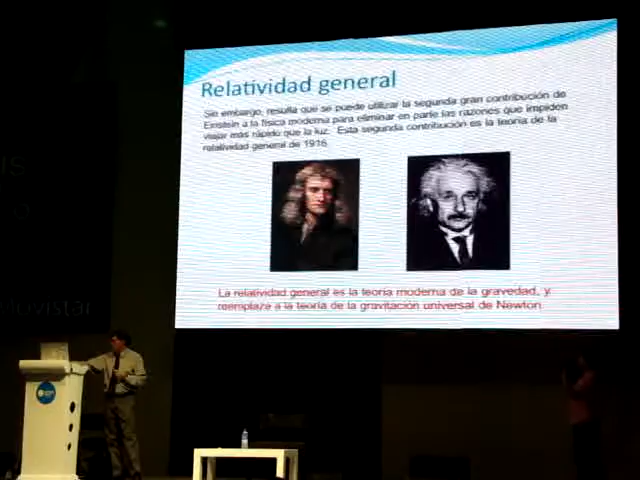 Relatividad general
Sin embargo, resulta que se puede utilizar la segunda gran contribución de
Einstein a la física moderna para eliminar en parte las razones que impiden
viajar más rápido que la luz. Esta segunda contribución es la teoría de la
relatividad general de 1916.
La relatividad general es la teoría moderna de la gravedad, y
reemplaza a la teoría de la gravitación universal de Newton.
Movistar